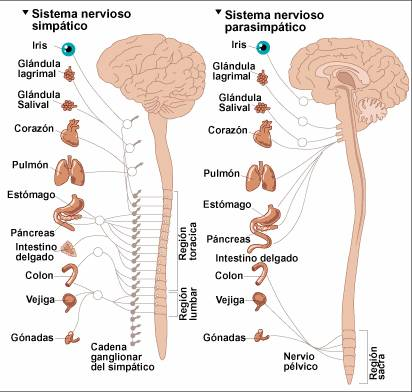 ▼ Sistema nervioso
simpático
Iris
Glándula
lagrimal
Glándula
Salival
Corazón
Pulmón
Estómago
Páncreas
Intestino
delgado
Colon
Vejiga
Gónadas
Cadena
ganglionar
del simpático
Región
toracica
Región
lumbar
▼ Sistema nervioso
parasimpático
Iris
Glándula
lagrimal
Glándula
Salival
Corazón
Pulmón
Estómago
Páncreas
Intestino delgado
Colon
Vejiga
Gónadas
Nervio
pélvico
Región
sacra